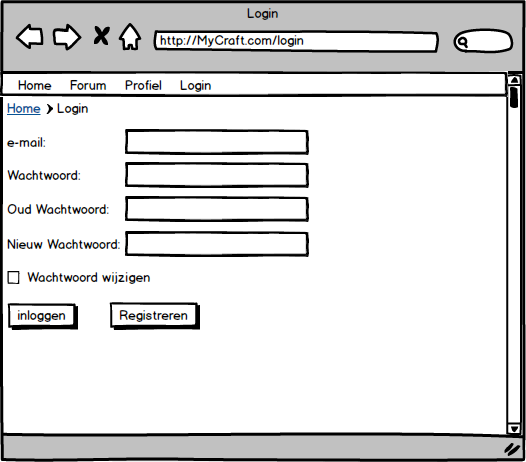 Login
http://MyCraft.com/login
Home Forum Profiel Login
Home Login
e-mail:
Wachtwoord:
Oud Wachtwoord:
Nieuw Wachtwoord:
Wachtwoord wijzigen
inloggen Registreren